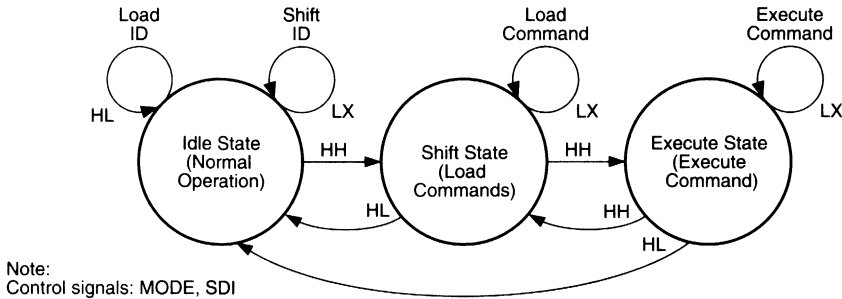 Load
ID
Shift
ID
Load
Command
Execute
Command
HL
LX
LX
LX
Idle State
(Normal
Operation)
HH
Shift State
(Load
Commands)
HH
Execute State
(Execute
Command)
HL
HH
HL
Note:
Control signals: MODE, SDI